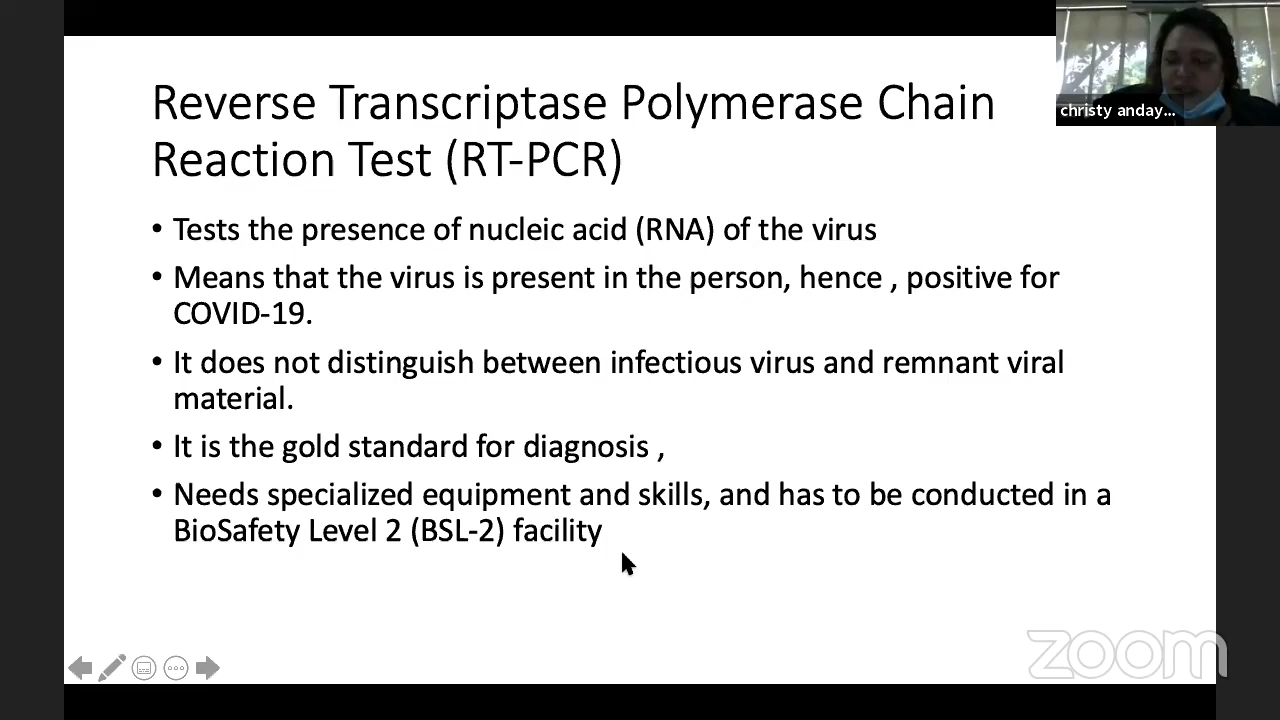 christy anday...
Reverse Transcriptase Polymerase Chain
Reaction Test (RT-PCR)
• Tests the presence of nucleic acid (RNA) of the virus
• Means that the virus is present in the person, hence , positive for
COVID-19.
• It does not distinguish between infectious virus and remnant viral
material.
• It is the gold standard for diagnosis ,
• Needs specialized equipment and skills, and has to be conducted in a
BioSafety Level 2 (BSL-2) facility
zoom